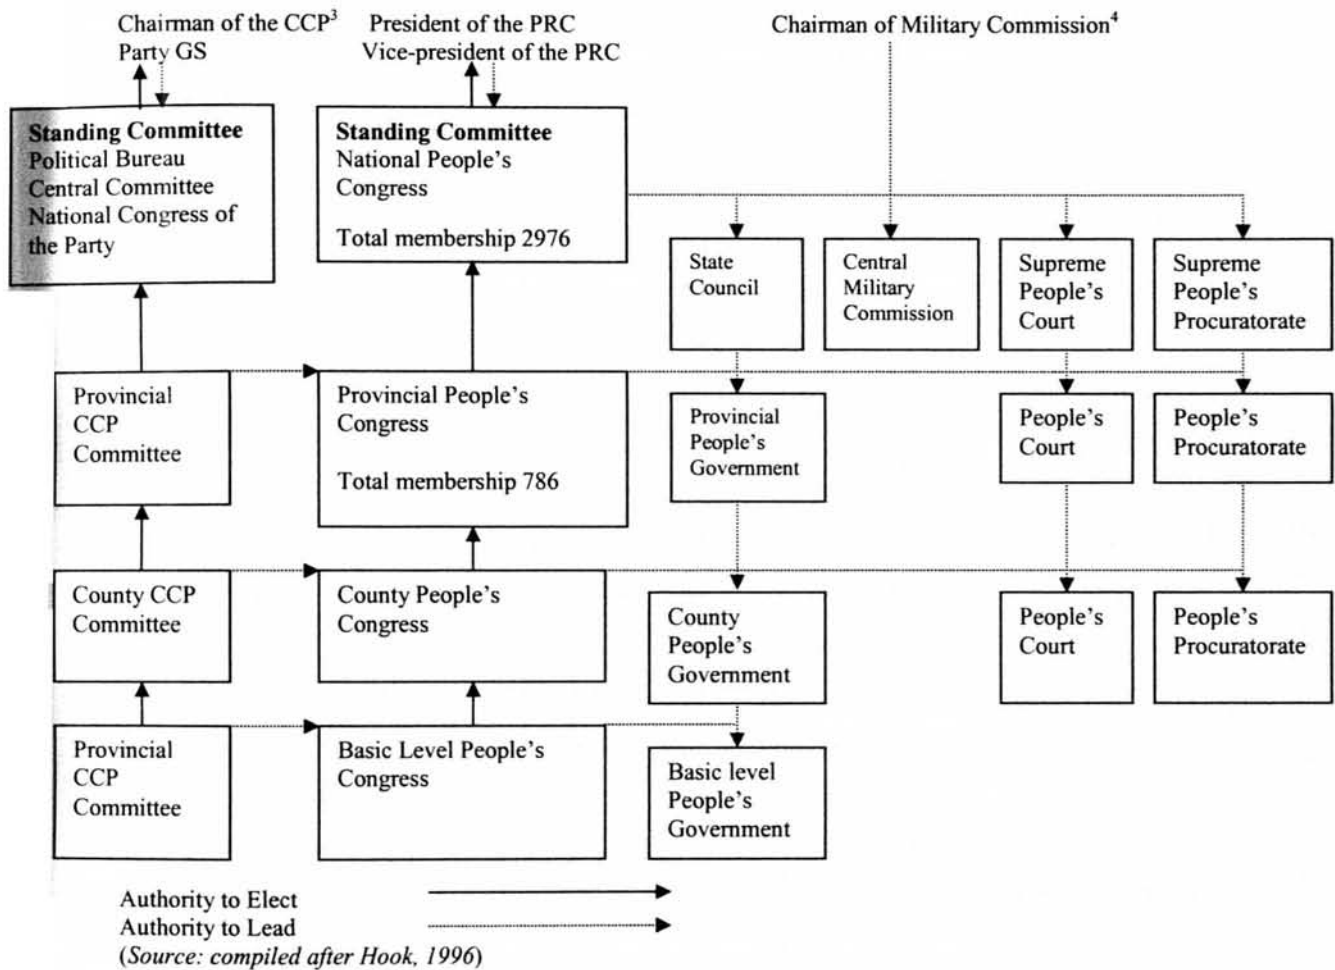 Chairman of the CCP³
Party GS
President of the PRC
Vice-president of the PRC
Chairman of Military Commission⁴
Standing Committee
Political Bureau
Central Committee
National Congress of
the Party
Standing Committee
National People's
Congress
Total membership 2976
State
Council
Central
Military
Commission
Supreme
People's
Court
Supreme
People's
Procuratorate
Provincial
CCP
Committee
Provincial People's
Congress
Total membership 786
Provincial
People's
Government
People's
Court
People's
Procuratorate
County CCP
Committee
County People's
Congress
County
People's
Government
People's
Court
People's
Procuratorate
Provincial
CCP
Committee
Basic Level People's
Congress
Basic level
People's
Government
Authority to Elect
Authority to Lead
(Source: compiled after Hook, 1996)